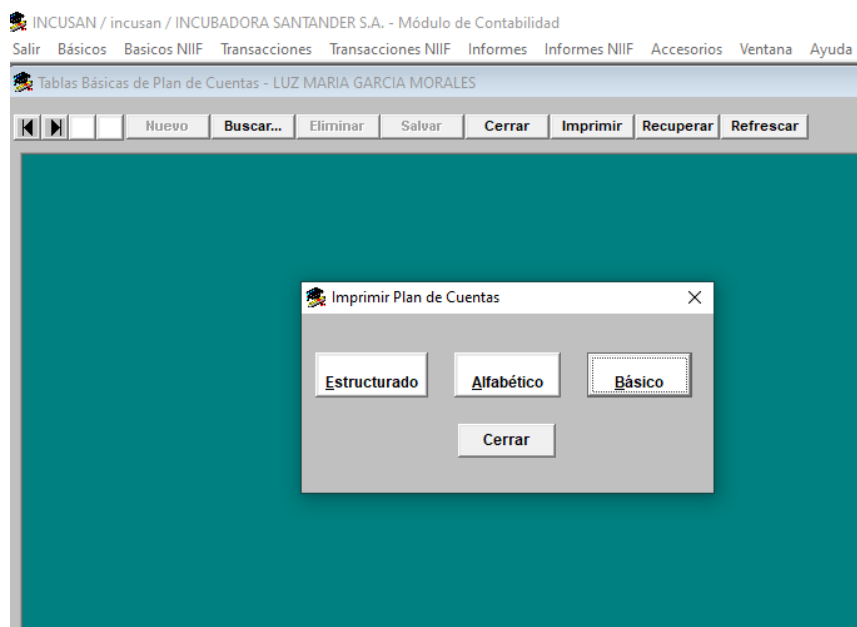 INCUSAN / incusan / INCUBADORA SANTANDER S.A. - Módulo de Contabilidad
Salir Básicos Basicos NIIF Transacciones Transacciones NIIF Informes Informes NIIF Accesorios Ventana Ayuda
Tablas Básicas de Plan de Cuentas - LUZ MARIA GARCIA MORALES
Nuevo Buscar... Eliminar Salvar Cerrar Imprimir Recuperar Refrescar
Imprimir Plan de Cuentas
Estructurado Alfabético Básico
Cerrar